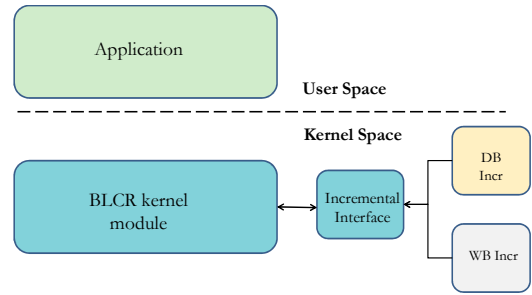 Application
User Space
Kernel Space
BLCR kernel
module
Incremental
Interface
DB
Incr
WB Incr